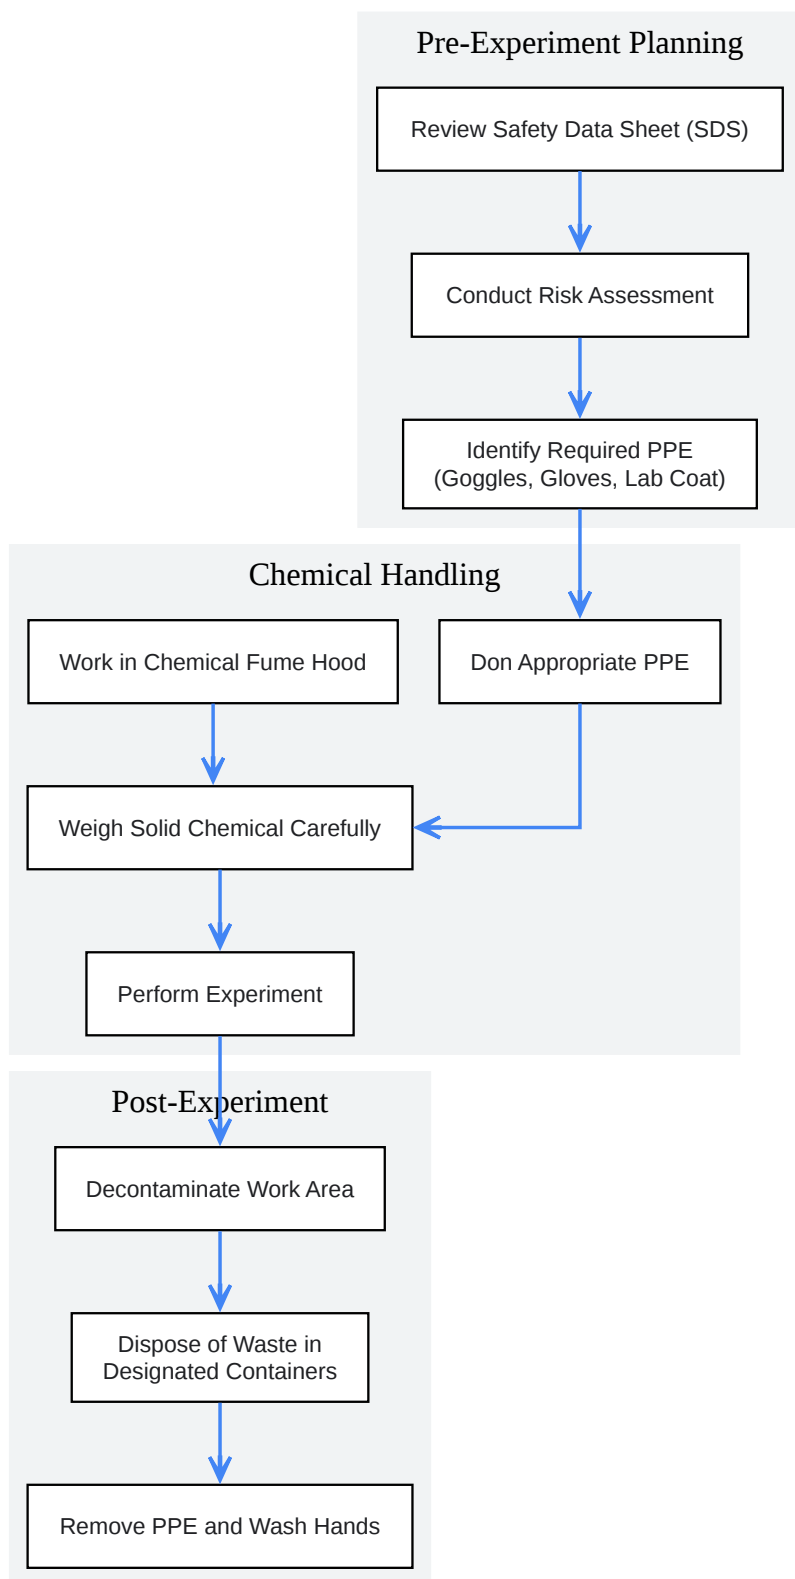 Pre-Experiment Planning
Review Safety Data Sheet (SDS)
Conduct Risk Assessment
Identify Required PPE
(Goggles, Gloves, Lab Coat)
Chemical Handling
Work in Chemical Fume Hood
Don Appropriate PPE
Weigh Solid Chemical Carefully
Perform Experiment
Post-Experiment
Decontaminate Work Area
Dispose of Waste in
Designated Containers
Remove PPE and Wash Hands